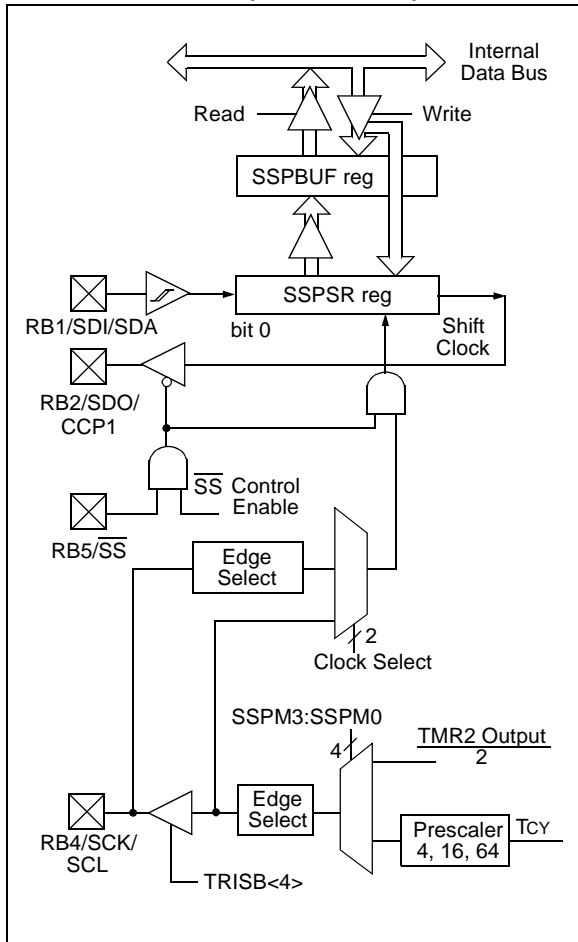 Internal
Data Bus
Read
Write
SSPBUF reg
SSPSR reg
RB1/SDI/SDA
bit 0
Shift
Clock
RB2/SDO/
CCP1
SS Control
Enable
RB5/SS
Edge
Select
2
Clock Select
SSPM3:SSPM0
4
TMR2 Output
2
Edge
Select
Prescaler
4, 16, 64
TCY
RB4/SCK/
SCL
TRISB<4>